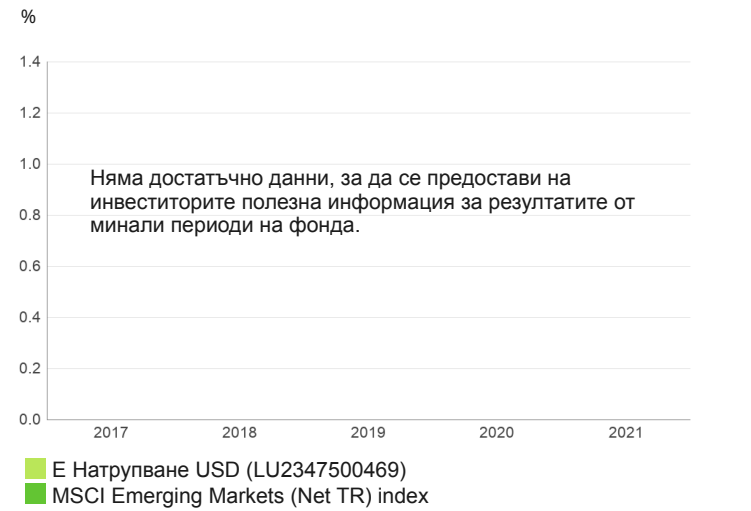 %
1.4
1.2
1.0
Няма достатъчно данни, за да се предостави на
инвеститорите полезна информация за резултатите от
0.8
минали периоди на фонда.
0.6
0.4
0.2
0.0
2017 2018 2019 2020 2021
Е Натрупване USD (LU2347500469)
MSCI Emerging Markets (Net TR) index